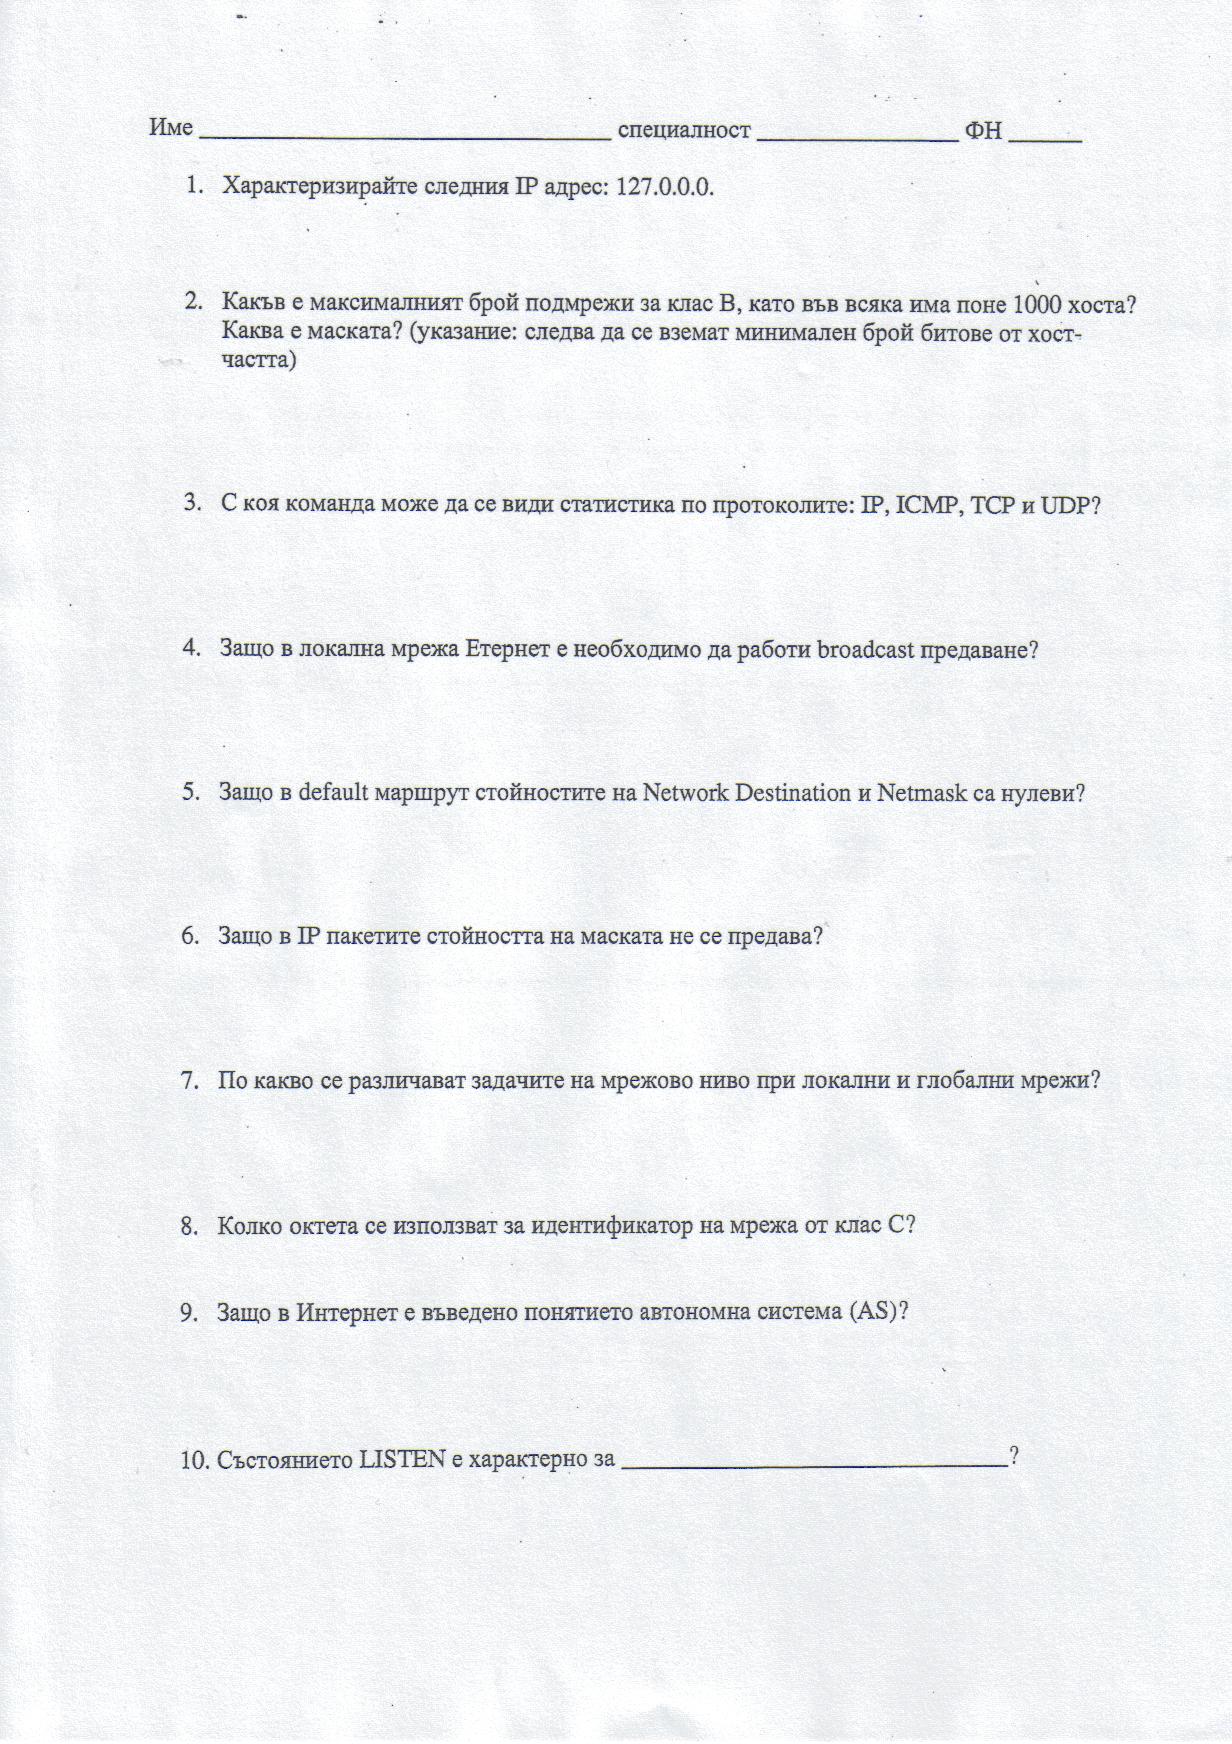 Име ______________________________ специалност _______________ ФН ______
1. Характеризирайте следния IP адрес: 127.0.0.0.
2. Какъв е максималният брой подмрежи за клас B, като във всяка има поне 1000 хоста?
Каква е маската? (указание: следва да се вземат минимален брой битове от хост-
частта)
3. С коя команда може да се види статистика по протоколите: IP, ICMP, TCP и UDP?
4. Защо в локална мрежа Етернет е необходимо да работи broadcast предаване?
5. Защо в default маршрут стойностите на Network Destination и Netmask са нулеви?
6. Защо в IP пакетите стойността на маската не се предава?
7. По какво се различават задачите на мрежово ниво при локални и глобални мрежи?
8. Колко октета се използват за идентификатор на мрежа от клас C?
9. Защо в Интернет е въведено понятието автономна система (AS)?
10. Състоянието LISTEN е характерно за ______________________________?